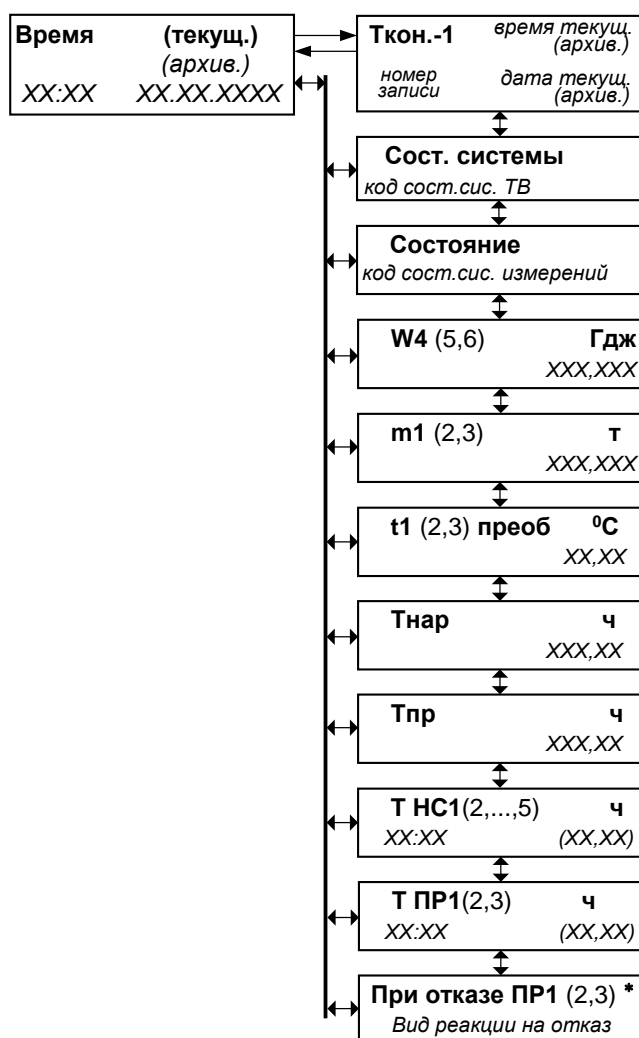 Время (текущ.)
(архив.)
XX:XX XX.XX.XXXX
Ткон.-1 время текущ.
(архив.)
номер
записи
дата текущ.
(архив.)
Сост. системы
код сост.сис. ТВ
Состояние
код сост.сис. измерений
W4 (5,6) Гдж
XXX,XXX
m1 (2,3) т
XXX,XXX
t1 (2,3) преоб ⁰С
XX,XX
Тнар ч
XXX,XX
Тпр ч
XXX,XX
Т НС1(2,...,5) ч
XX:XX (XX,XX)
Т ПР1(2,3) ч
XX:XX (XX,XX)
При отказе ПР1 (2,3) *
Вид реакции на отказ